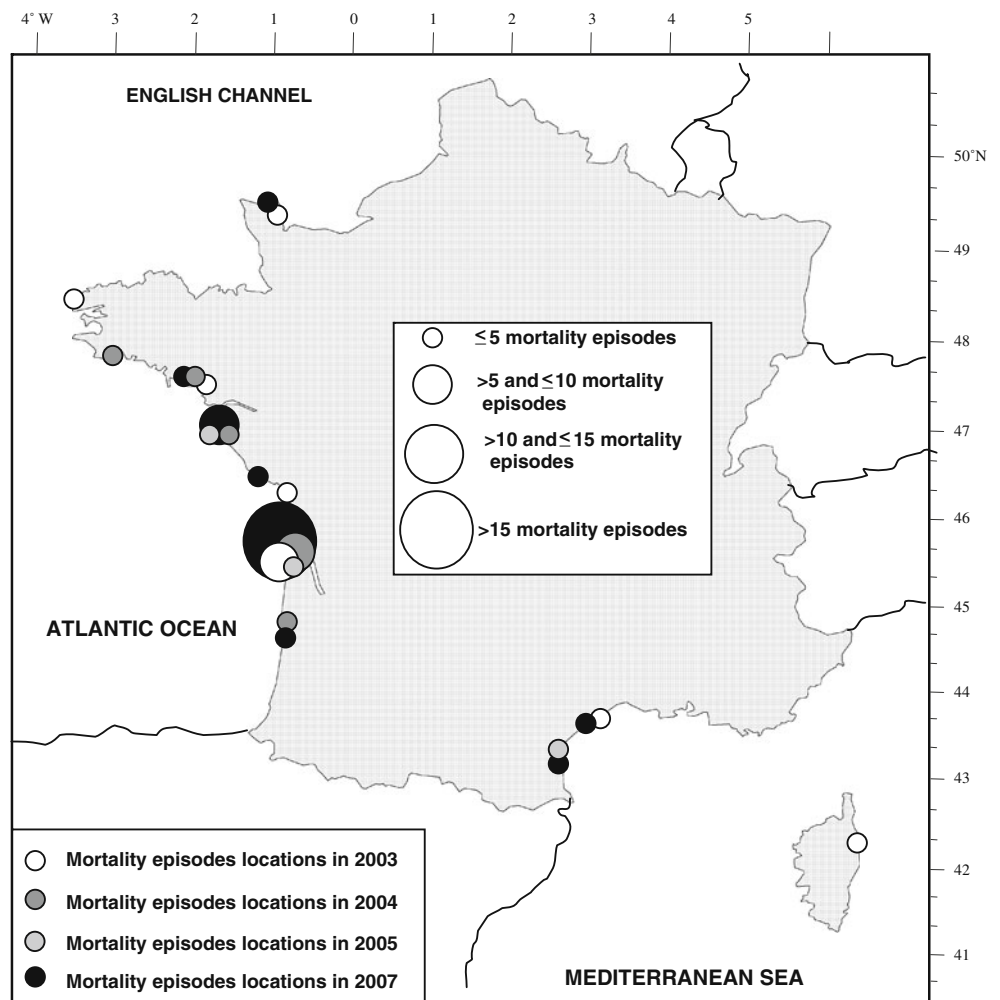 4° W 3 2 1 0 1 2 3 4 5
ENGLISH CHANNEL
50°N
49
48
47
46
45
44
43
42
41
≤ 5 mortality episodes
>5 and ≤ 10 mortality
episodes
>10 and ≤ 15 mortality
episodes
>15 mortality episodes
ATLANTIC OCEAN
Mortality episodes locations in 2003
Mortality episodes locations in 2004
Mortality episodes locations in 2005
Mortality episodes locations in 2007
MEDITERRANEAN SEA